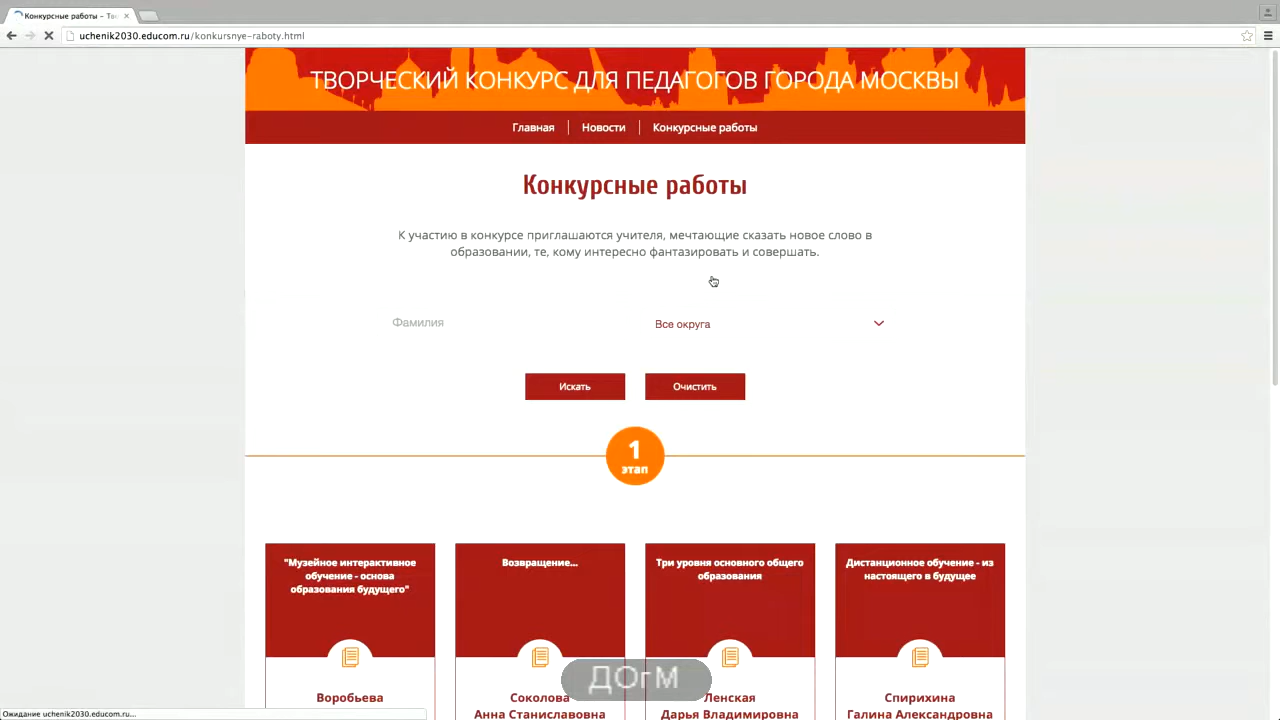 Конкурсные работы – Тво
uchenik2030.educom.ru/konkursnye-raboty.html
ТВОРЧЕСКИЙ КОНКУРС ДЛЯ ПЕДАГОГОВ ГОРОДА МОСКВЫ
Главная
Новости
Конкурсные работы
Конкурсные работы
К участию в конкурсе приглашаются учителя, мечтающие сказать новое слово в
образовании, те, кому интересно фантазировать и совершать.
Фамилия
Все округа
Искать
Очистить
1
этап
"Музейное интерактивное
обучение - основа
образования будущего"
Возвращение...
Три уровня основного общего
образования
Дистанционное обучение - из
настоящего в будущее
Воробьева
Соколова
Анна Станиславовна
Ленская
Дарья Владимировна
Спирихина
Галина Александровна
ДОгМ
Ожидание uchenik2030.educom.ru...